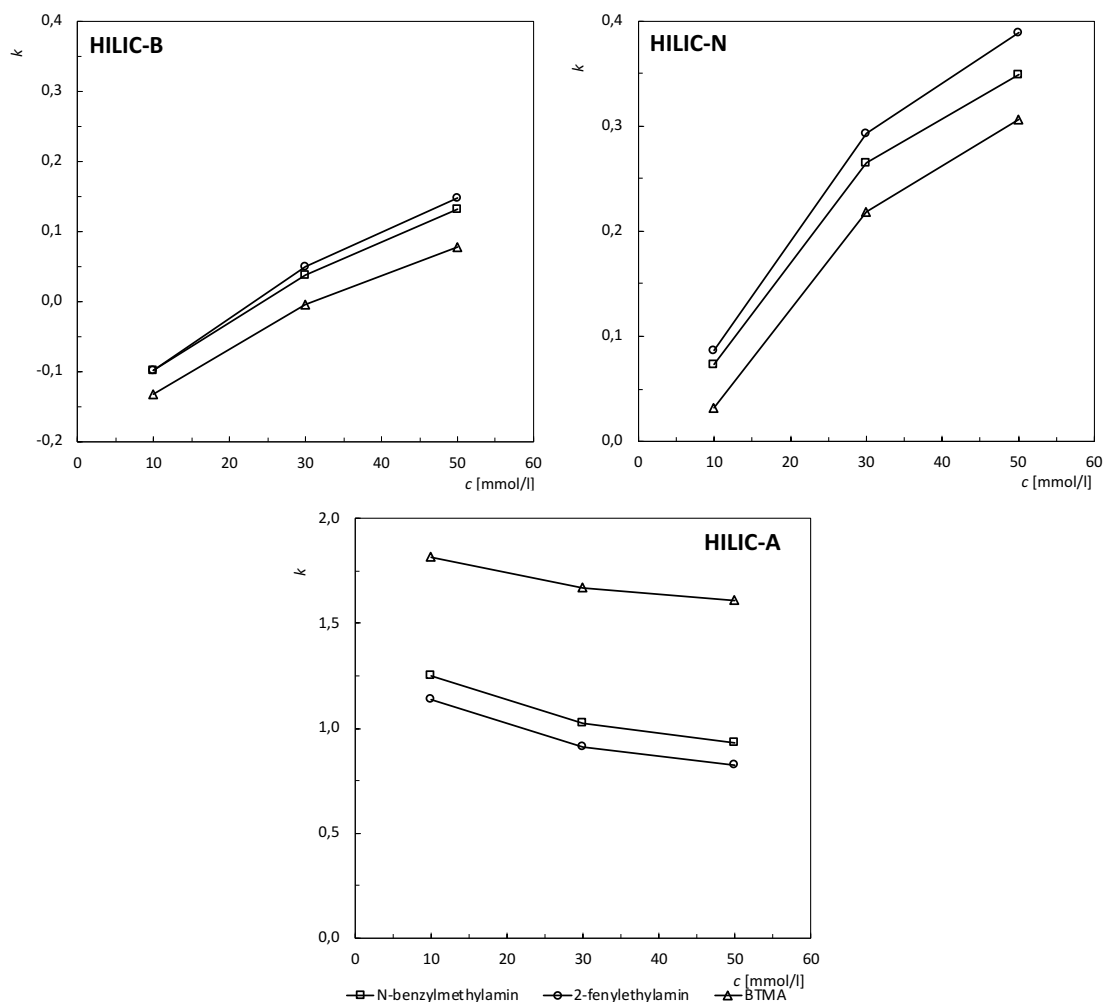 HILIC-B
k
0,4
0,3
0,2
0,1
0,0
-0,1
-0,2
0 10 20 30 40 50 60
c [mmol/l]
HILIC-N
k
0,4
0,3
0,2
0,1
0,0
0 10 20 30 40 50 60
c [mmol/l]
HILIC-A
k
2,0
1,5
1,0
0,5
0,0
0 10 20 30 40 50 60
c [mmol/l]
N-benzylmethylamin 2-fenylethylamin BTMA